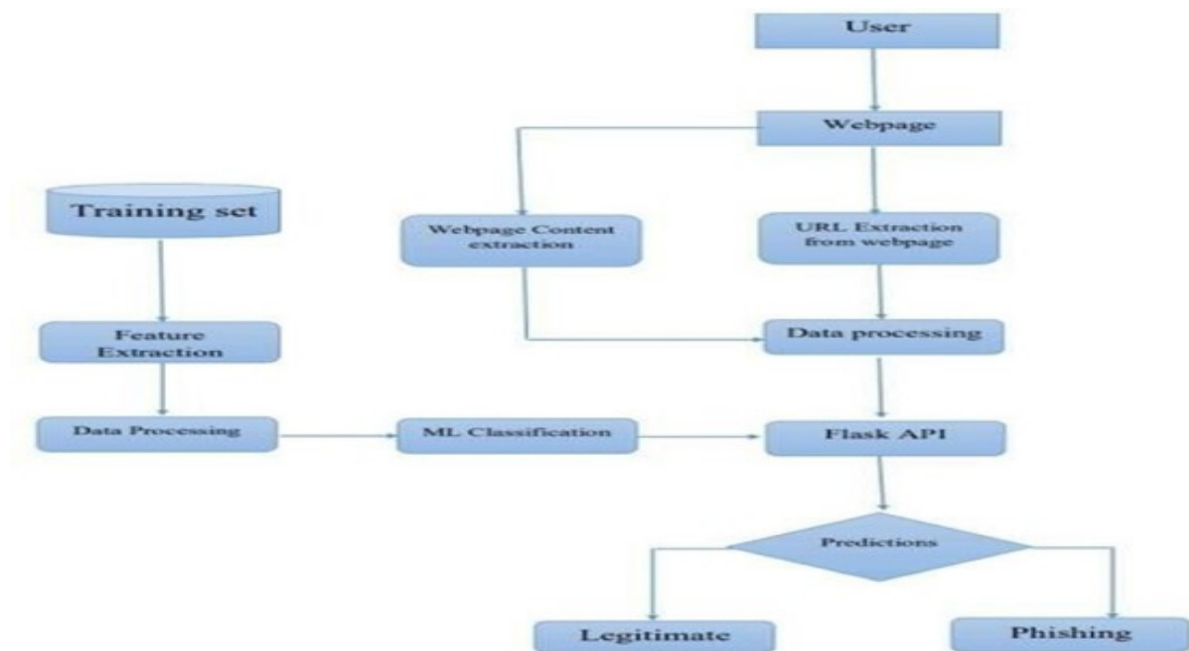 User
Webpage
Training set
Webpage Content
extraction
URL Extraction
from webpage
Feature
Extraction
Data processing
Data Processing
ML Classification
Flask API
Predictions
Legitimate
Phishing